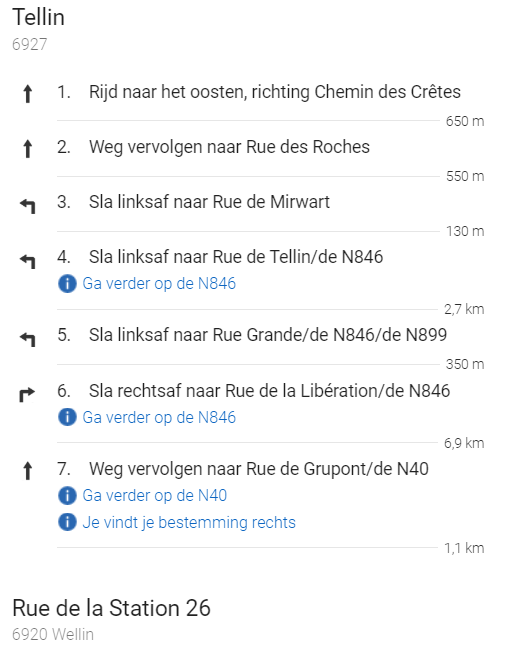 Tellin
6927
1. Rijd naar het oosten, richting Chemin des Crêtes
650 m
2. Weg vervolgen naar Rue des Roches
550 m
3. Sla linksaf naar Rue de Mirwart
130 m
4. Sla linksaf naar Rue de Tellin/de N846
Ga verder op de N846
2,7 km
5. Sla linksaf naar Rue Grande/de N846/de N899
350 m
6. Sla rechtsaf naar Rue de la Libération/de N846
Ga verder op de N846
6,9 km
7. Weg vervolgen naar Rue de Grupont/de N40
Ga verder op de N40
Je vindt je bestemming rechts
1,1 km
Rue de la Station 26
6920 Wellin